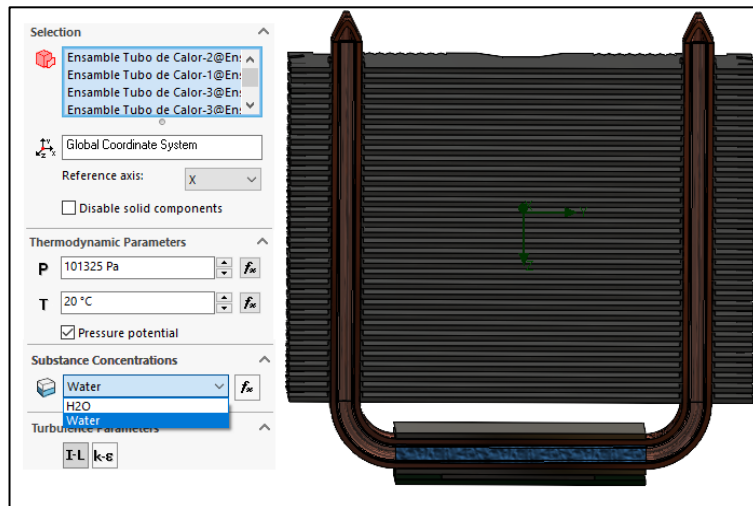 Selection
Ensamble Tubo de Calor-2@En
Ensamble Tubo de Calor-1@En
Ensamble Tubo de Calor-3@En
Ensamble Tubo de Calor-3@En
Global Coordinate System
Reference axis: X
Disable solid components
Thermodynamic Parameters
P 101325 Pa
T 20 °C
Pressure potential
Substance Concentrations
Water
H2O
Water
Turbulence Parameters
I-L k-ε